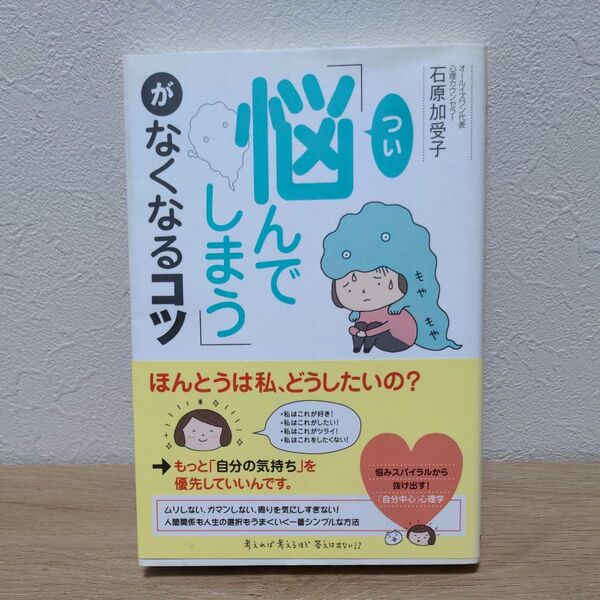 オールイズワン代表
心理カウンセラー
石原加受子
つい
「悩んで
しまう」
がなくなるコツ
もや
もや
ほんとうは私、どうしたいの？
・私はこれが好き！
・私はこれがしたい！
・私はこれがツライ！
・私はこれをしたくない！
→もっと「自分の気持ち」を
優先していいんです。
悩みスパイラルから
抜け出す！
「自分中心」心理学
ムリしない、ガマンしない、周りを気にしすぎない！
人間関係も人生の選択もうまくいく一番シンプルな方法
考えれば考えるほど答えは出ない!?